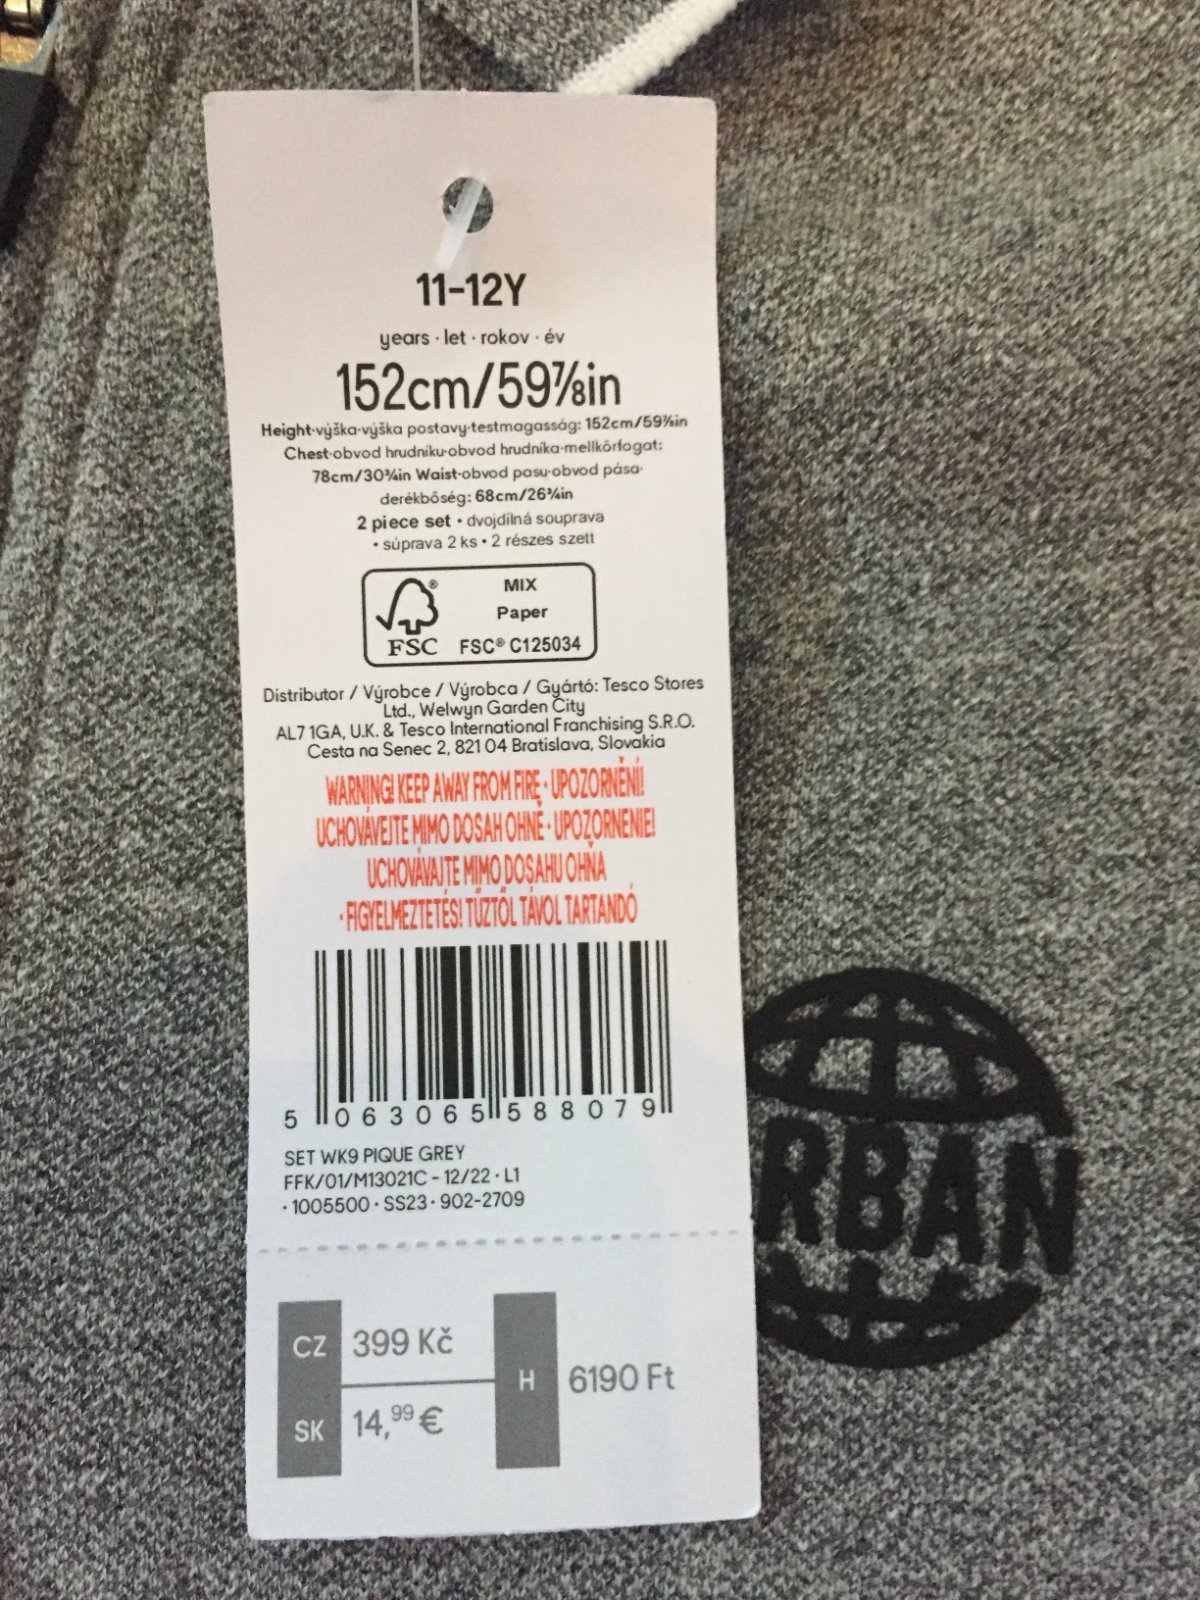 11-12Y
years · let · rokov · év
152cm/59⅞in
Height·výška·výška postavy·testmagasság: 152cm/59⅞in
Chest·obvod hrudníku·obvod hrudníka·mellkörfogat:
78cm/30¾in Waist·obvod pasu·obvod pása·
derékbőség: 68cm/26¾in
2 piece set • dvojdílná souprava
• súprava 2 ks • 2 részes szett
MIX
Paper
FSC® C125034
FSC
Distributor / Výrobce / Výrobca / Gyártó: Tesco Stores
Ltd., Welwyn Garden City
AL7 1GA, U.K. & Tesco International Franchising S.R.O.
Cesta na Senec 2, 821 04 Bratislava, Slovakia
WARNING! KEEP AWAY FROM FIRE · UPOZORNĚNÍ!
UCHOVÁVEJTE MIMO DOSAH OHNĚ · UPOZORNENIE!
UCHOVÁVAJTE MIMO DOSAHU OHŇA
· FIGYELMEZTETÉS! TŰZTŐL TÁVOL TARTANDÓ
5 063065 588079
SET WK9 PIQUE GREY
FFK/01/M13021C - 12/22 · L1
· 1005500 · SS23 · 902-2709
RBAN
CZ 399 Kč
H 6190 Ft
SK 14,99 €